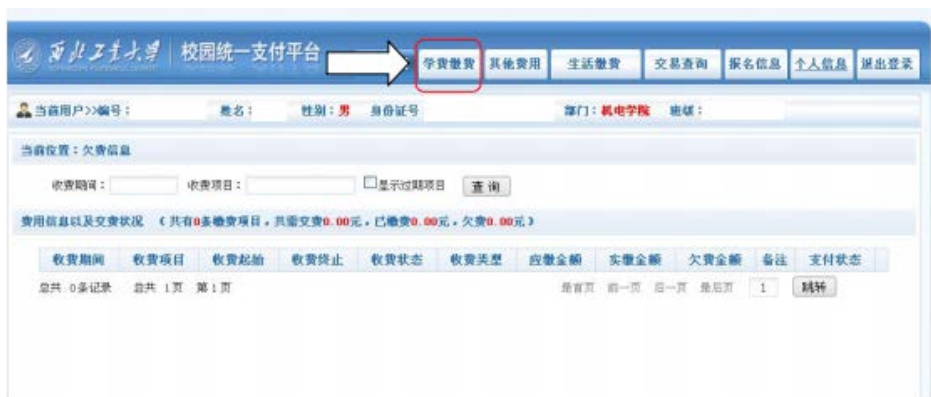 西北工业大学 校园统一支付平台
学费缴费 其他费用 生活缴费 交易查询 报名信息 个人信息 退出登录
当前用户>>编号： 姓名： 性别：男 身份证号 部门：机电学院 班级：
当前位置：欠费信息
收费期间： 收费项目： 显示过期项目 查 询
费用信息以及交费状况 （共有0条缴费项目，共需交费0.00元，已缴费0.00元，欠费0.00元）
收费期间 收费项目 收费起始 收费终止 收费状态 收费类型 应缴金额 实缴金额 欠费金额 备注 支付状态
总共 0条记录 总共 1页 第1页 最首页 前一页 后一页 最后页 1 跳转